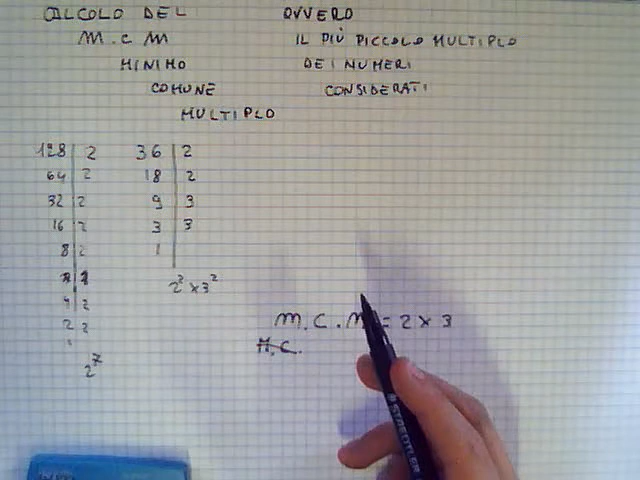 CALCOLO DEL
m.c m
MINIMO
COMUNE
MULTIPLO
OVVERO
IL PIÙ PICCOLO MULTIPLO
DEI NUMERI
CONSIDERATI
128 | 2
64 | 2
32 | 2
16 | 2
8 | 2
4 | 2
2 2
2⁷
36 | 2
18 | 2
9 | 3
3 | 3
1
2² x 3²
m.c.m = 2 x 3
M.C.
STAEDTLER